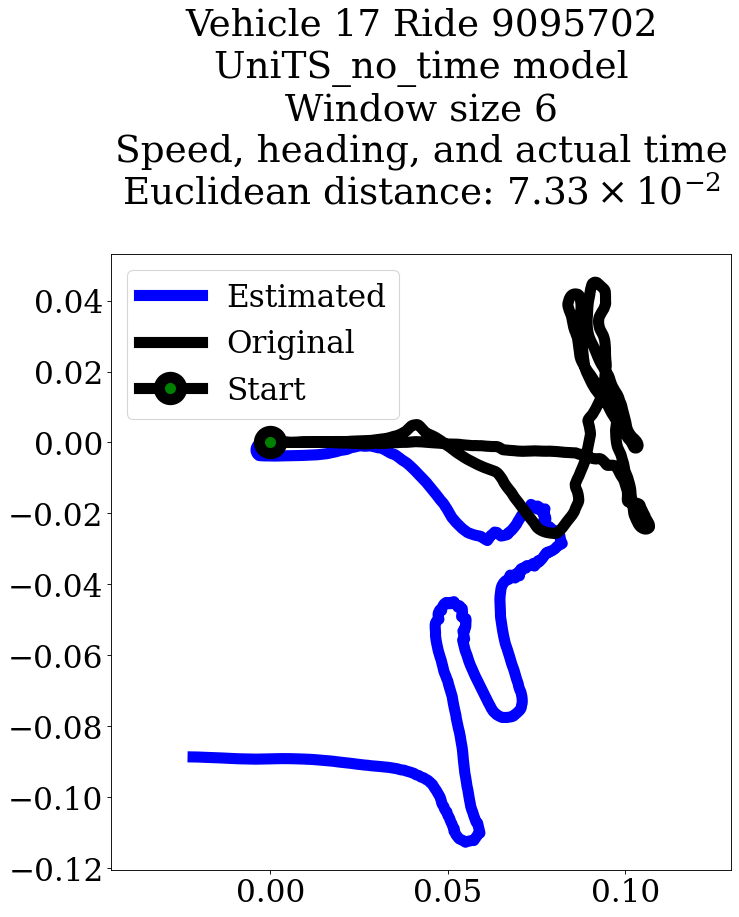 Vehicle 17 Ride 9095702
UniTS_no_time model
Window size 6
Speed, heading, and actual time
Euclidean distance: 7.33 × 10⁻²
Estimated
Original
Start
0.04
0.02
0.00
−0.02
−0.04
−0.06
−0.08
−0.10
−0.12
0.00 0.05 0.10